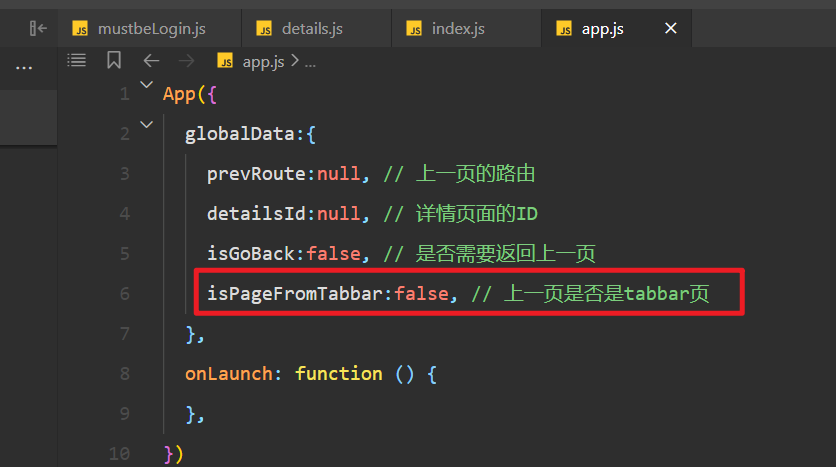 JS mustbeLogin.js JS details.js JS index.js JS app.js
JS app.js > ...
1 App({
2 globalData:{
3 prevRoute:null, // 上一页的路由
4 detailsId:null, // 详情页面的ID
5 isGoBack:false, // 是否需要返回上一页
6 isPageFromTabbar:false, // 上一页是否是tabbar页
7 },
8 onLaunch: function () {
9 },
10 })